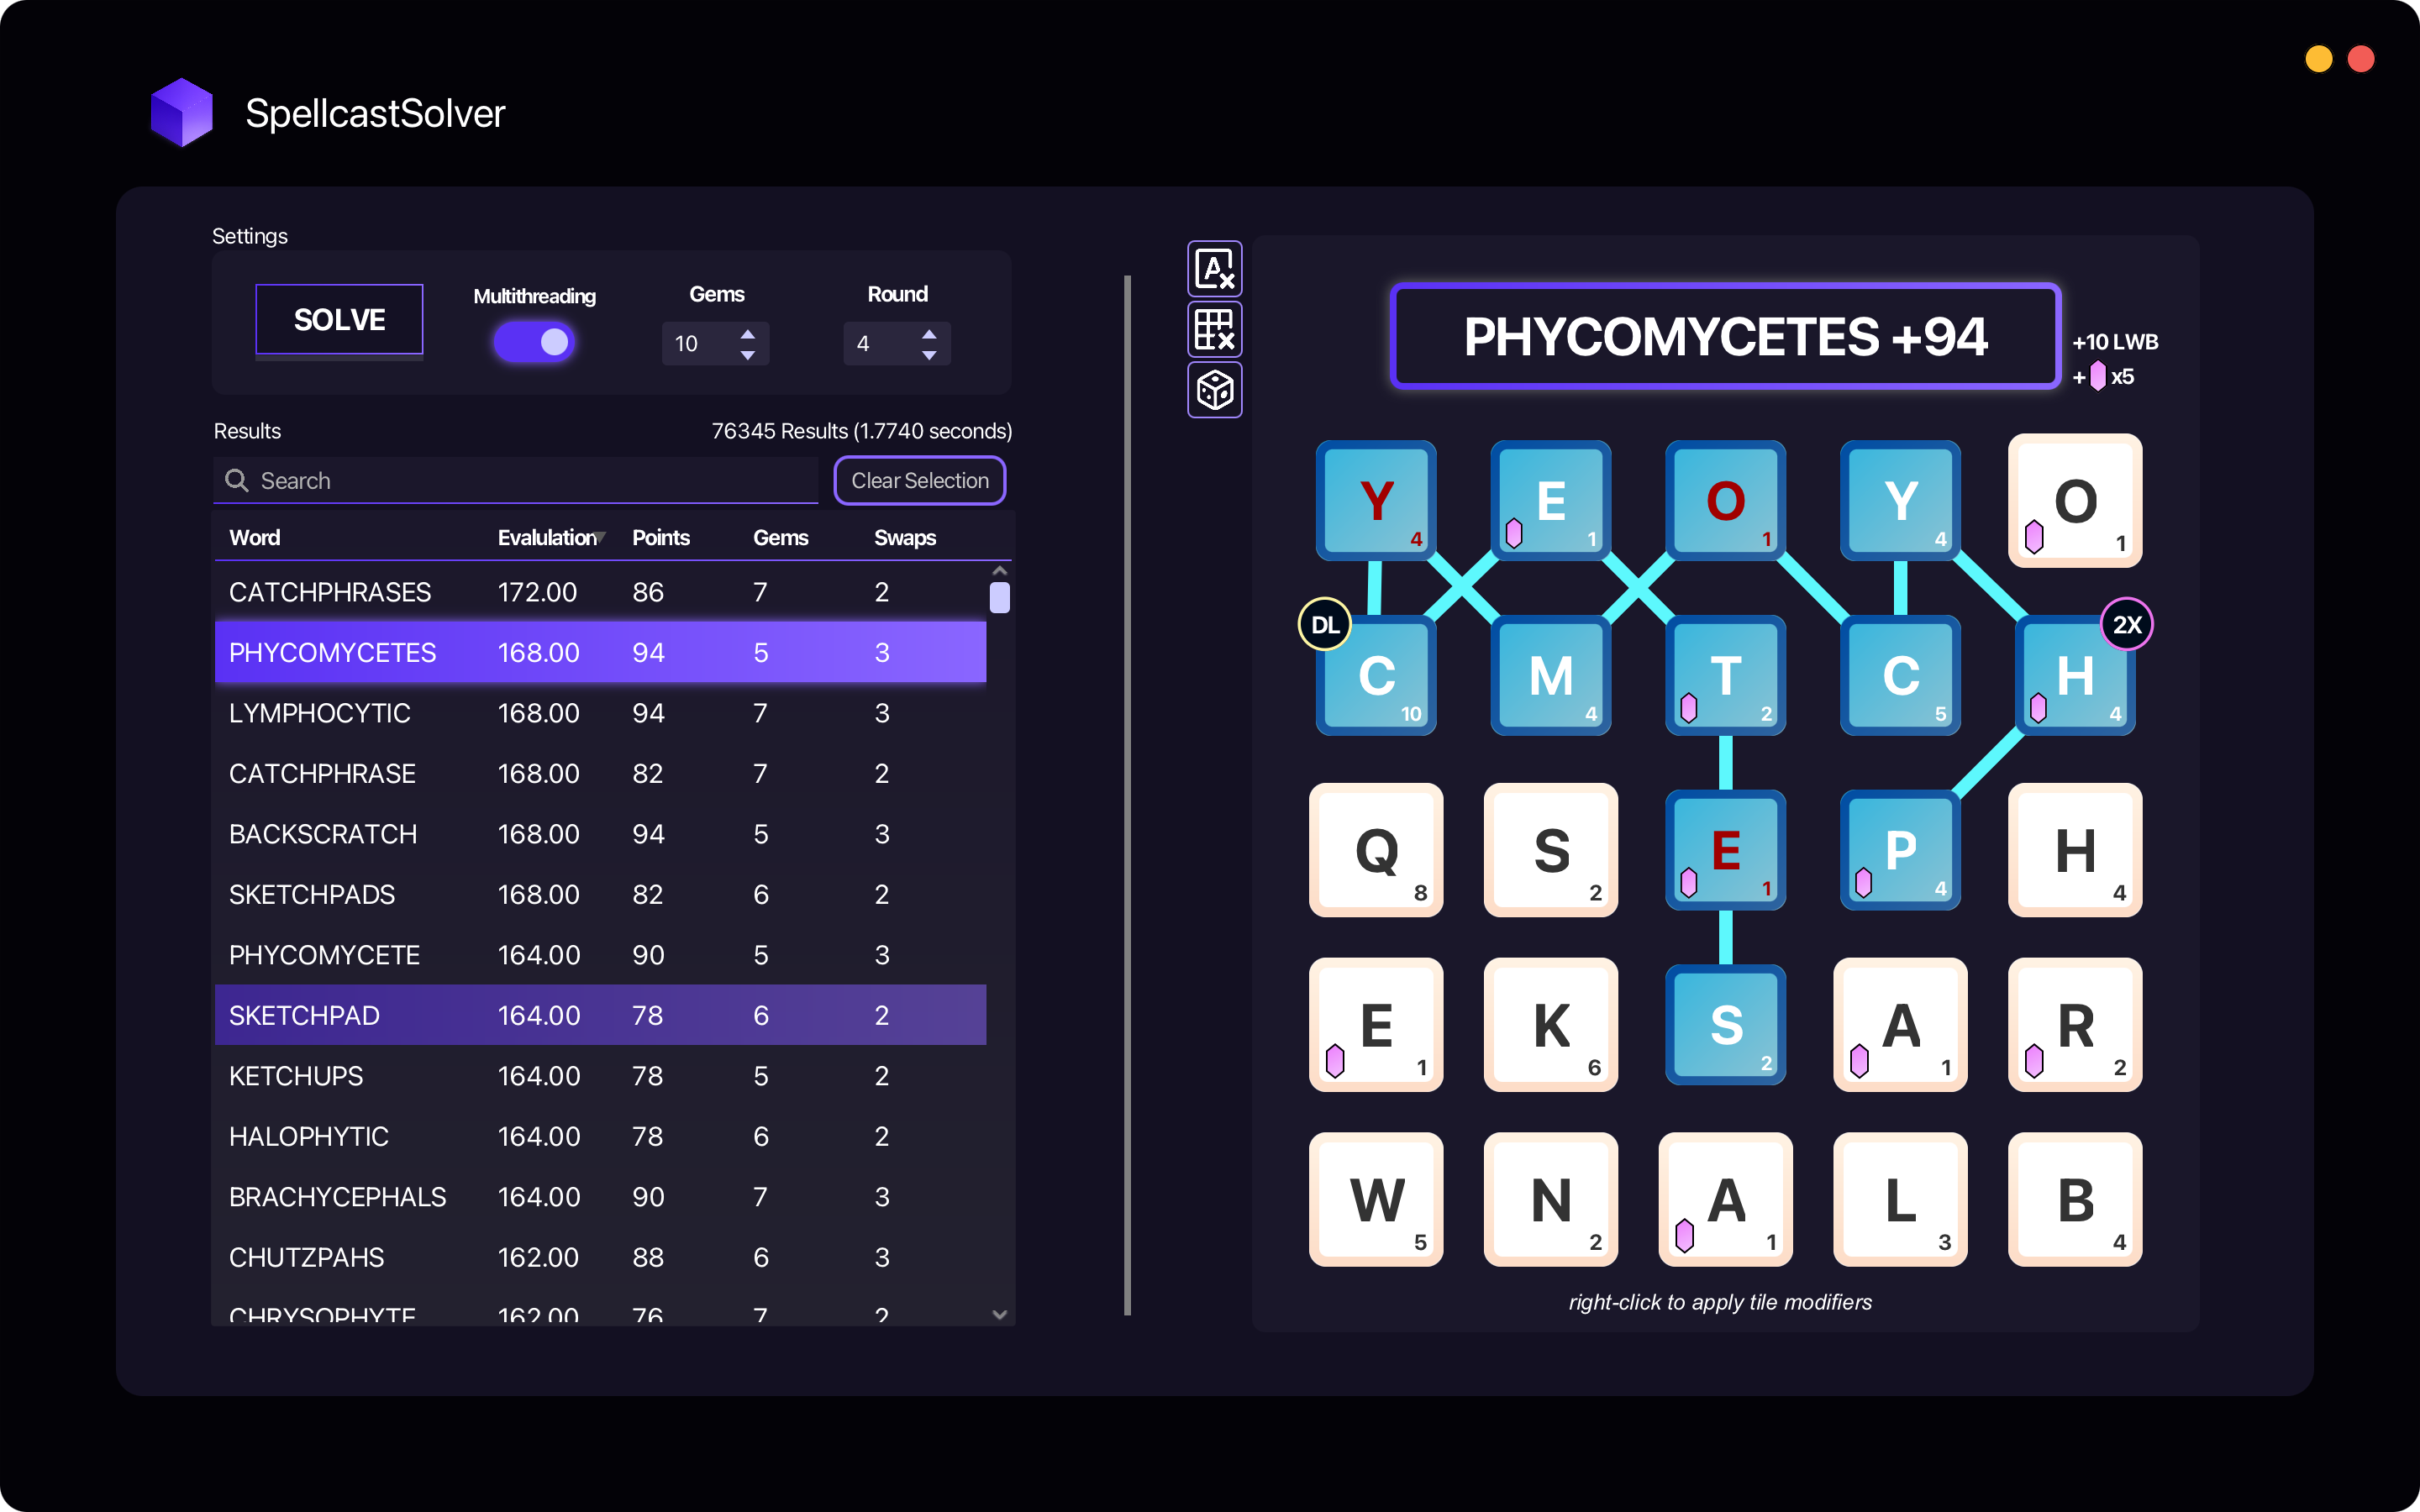 SpellcastSolver
Settings
SOLVE
Multithreading
Gems
10
Round
4
Results
76345 Results (1.7740 seconds)
Search
Clear Selection
Word Evalulation Points Gems Swaps
CATCHPHRASES 172.00 86 7 2
PHYCOMYCETES 168.00 94 5 3
LYMPHOCYTIC 168.00 94 7 3
CATCHPHRASE 168.00 82 7 2
BACKSCRATCH 168.00 94 5 3
SKETCHPADS 168.00 82 6 2
PHYCOMYCETE 164.00 90 5 3
SKETCHPAD 164.00 78 6 2
KETCHUPS 164.00 78 5 2
HALOPHYTIC 164.00 78 6 2
BRACHYCEPHALS 164.00 90 7 3
CHUTZPAHS 162.00 88 6 3
CHRYSOPHYTE 162.00 76 7 2
A
PHYCOMYCETES +94
+10 LWB
+ x5
Y 4 E 1 O 1 Y 4 O 1
DL C 10 M 4 T 2 C 5 H 4 2X
Q 8 S 2 E 1 P 4 H 4
E 1 K 6 S 2 A 1 R 2
W 5 N 2 A 1 L 3 B 4
right-click to apply tile modifiers